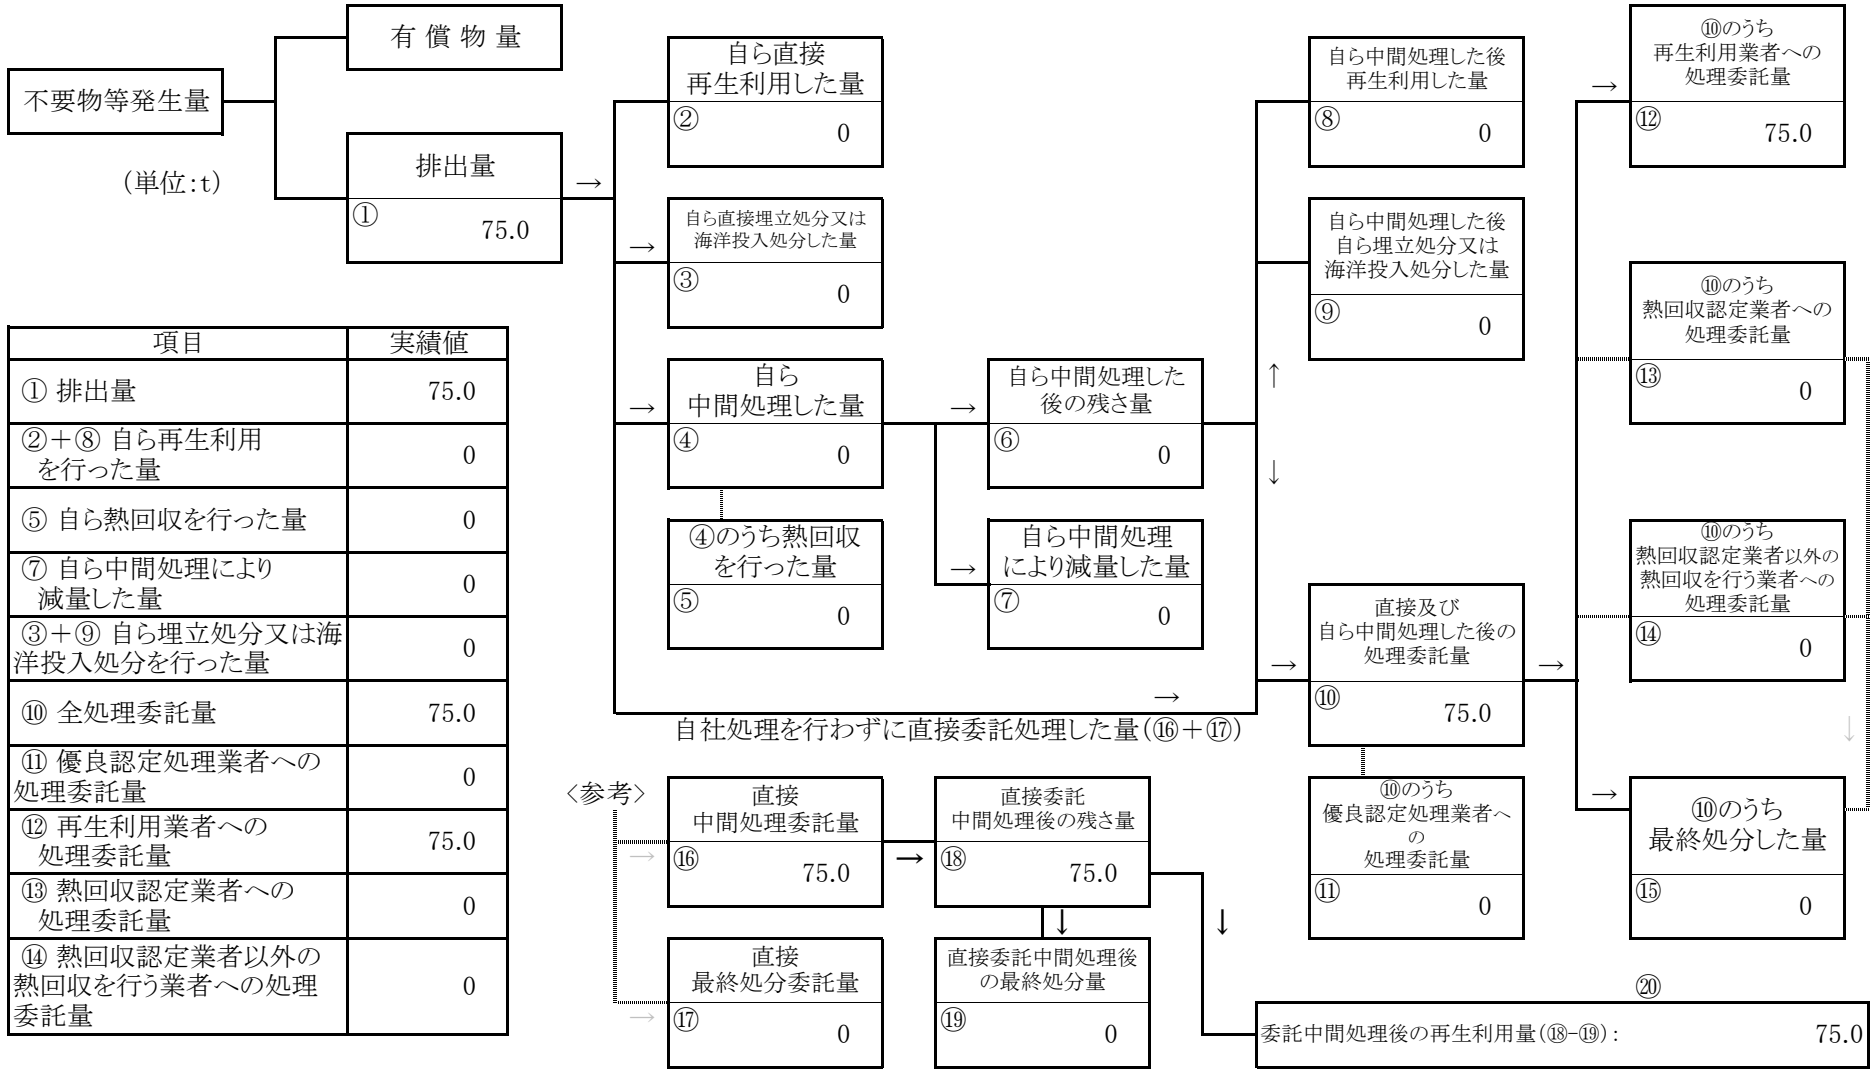 有 償 物 量
不要物等発生量
(単位:t)
排出量
①
75.0
→
自ら直接
再生利用した量
②
0
→
自ら直接埋立処分又は
海洋投入処分した量
③
0
→
自ら
中間処理した量
④
0
④のうち熱回収
を行った量
⑤
0
→
自ら中間処理した
後の残さ量
⑥
0
→
自ら中間処理
により減量した量
⑦
0
自ら中間処理した後
再生利用した量
⑧
0
自ら中間処理した後
自ら埋立処分又は
海洋投入処分した量
⑨
0
↑
↓
→
直接及び
自ら中間処理した後の
処理委託量
⑩
75.0
→
⑩のうち
優良認定処理業者へ
の
処理委託量
⑪
0
→
⑩のうち
再生利用業者への
処理委託量
⑫
75.0
⑩のうち
熱回収認定業者への
処理委託量
⑬
0
⑩のうち
熱回収認定業者以外の
熱回収を行う業者への
処理委託量
⑭
0
↓
→
⑩のうち
最終処分した量
⑮
0
→
自社処理を行わずに直接委託処理した量(⑯+⑰)
<参考>
→
直接
中間処理委託量
⑯
75.0
→
直接委託
中間処理後の残さ量
⑱
75.0
↓
↓
→
直接
最終処分委託量
⑰
0
直接委託中間処理後
の最終処分量
⑲
0
⑳
委託中間処理後の再生利用量(⑱-⑲): 75.0
項目 実績値
① 排出量 75.0
②+⑧ 自ら再生利用
を行った量
0
⑤ 自ら熱回収を行った量 0
⑦ 自ら中間処理により
減量した量
0
③+⑨ 自ら埋立処分又は海
洋投入処分を行った量
0
⑩ 全処理委託量 75.0
⑪ 優良認定処理業者への
処理委託量
0
⑫ 再生利用業者への
処理委託量
75.0
⑬ 熱回収認定業者への
処理委託量
0
⑭ 熱回収認定業者以外の
熱回収を行う業者への処理
委託量
0